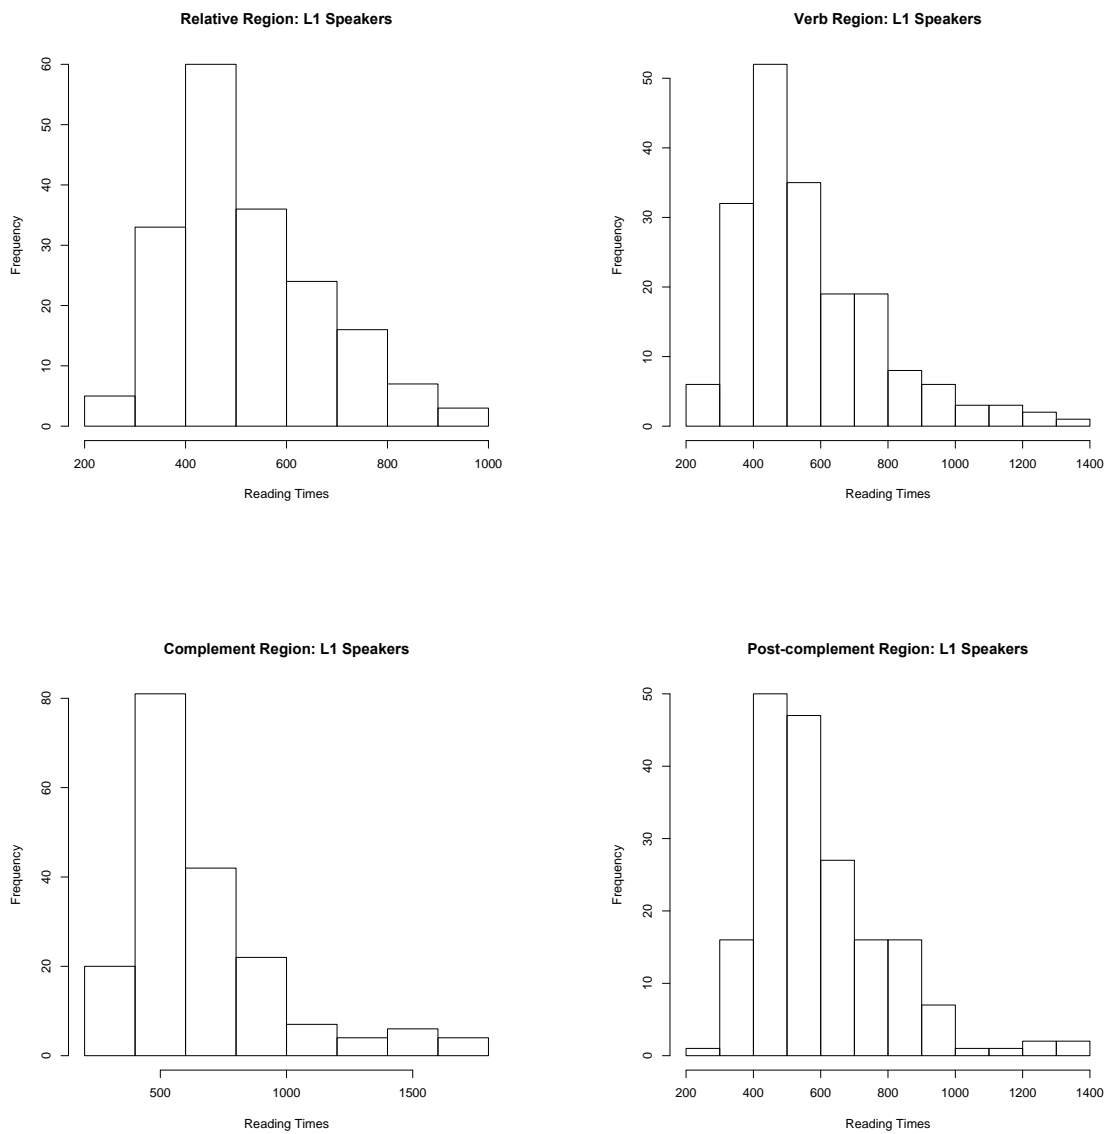 Relative Region: L1 Speakers
Frequency
60
50
40
30
20
10
0
200 400 600 800 1000
Reading Times
Verb Region: L1 Speakers
Frequency
50
40
30
20
10
0
200 400 600 800 1000 1200 1400
Reading Times
Complement Region: L1 Speakers
Frequency
80
60
40
20
0
500 1000 1500
Reading Times
Post-complement Region: L1 Speakers
Frequency
50
40
30
20
10
0
200 400 600 800 1000 1200 1400
Reading Times